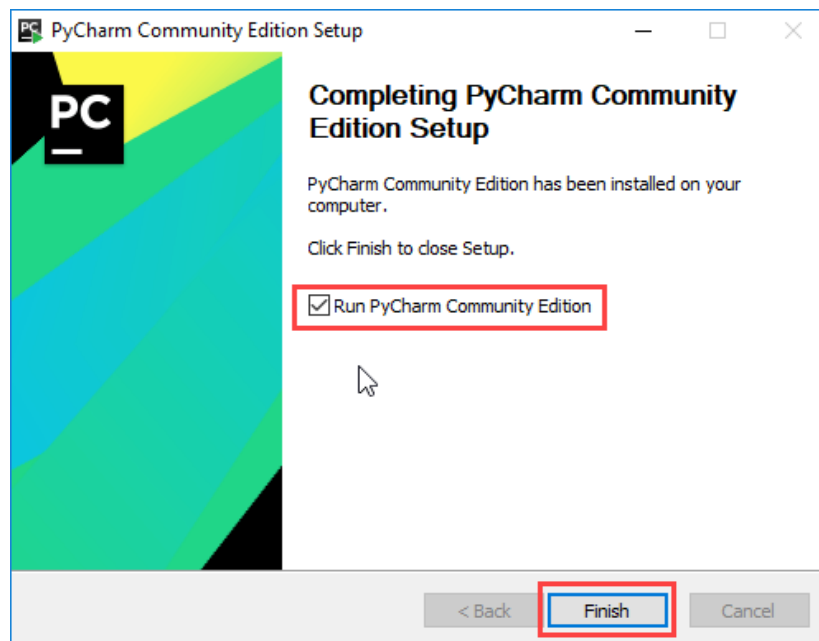 PyCharm Community Edition Setup
PC
Completing PyCharm Community
Edition Setup
PyCharm Community Edition has been installed on your
computer.
Click Finish to close Setup.
Run PyCharm Community Edition
< Back
Finish
Cancel